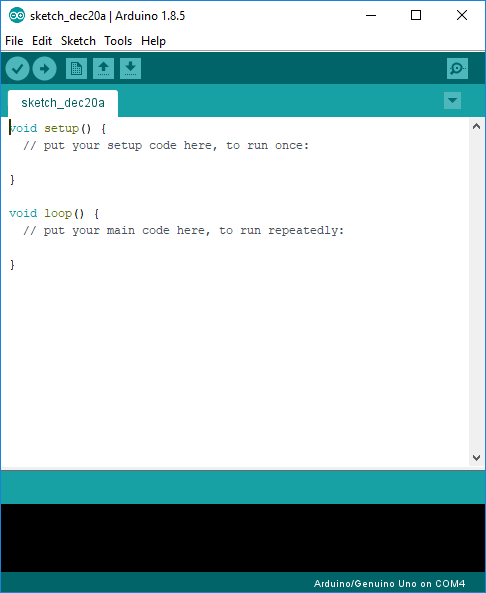 sketch_dec20a | Arduino 1.8.5
File Edit Sketch Tools Help
sketch_dec20a
void setup() {
  // put your setup code here, to run once:
}
void loop() {
  // put your main code here, to run repeatedly:
}
Arduino/Genuino Uno on COM4